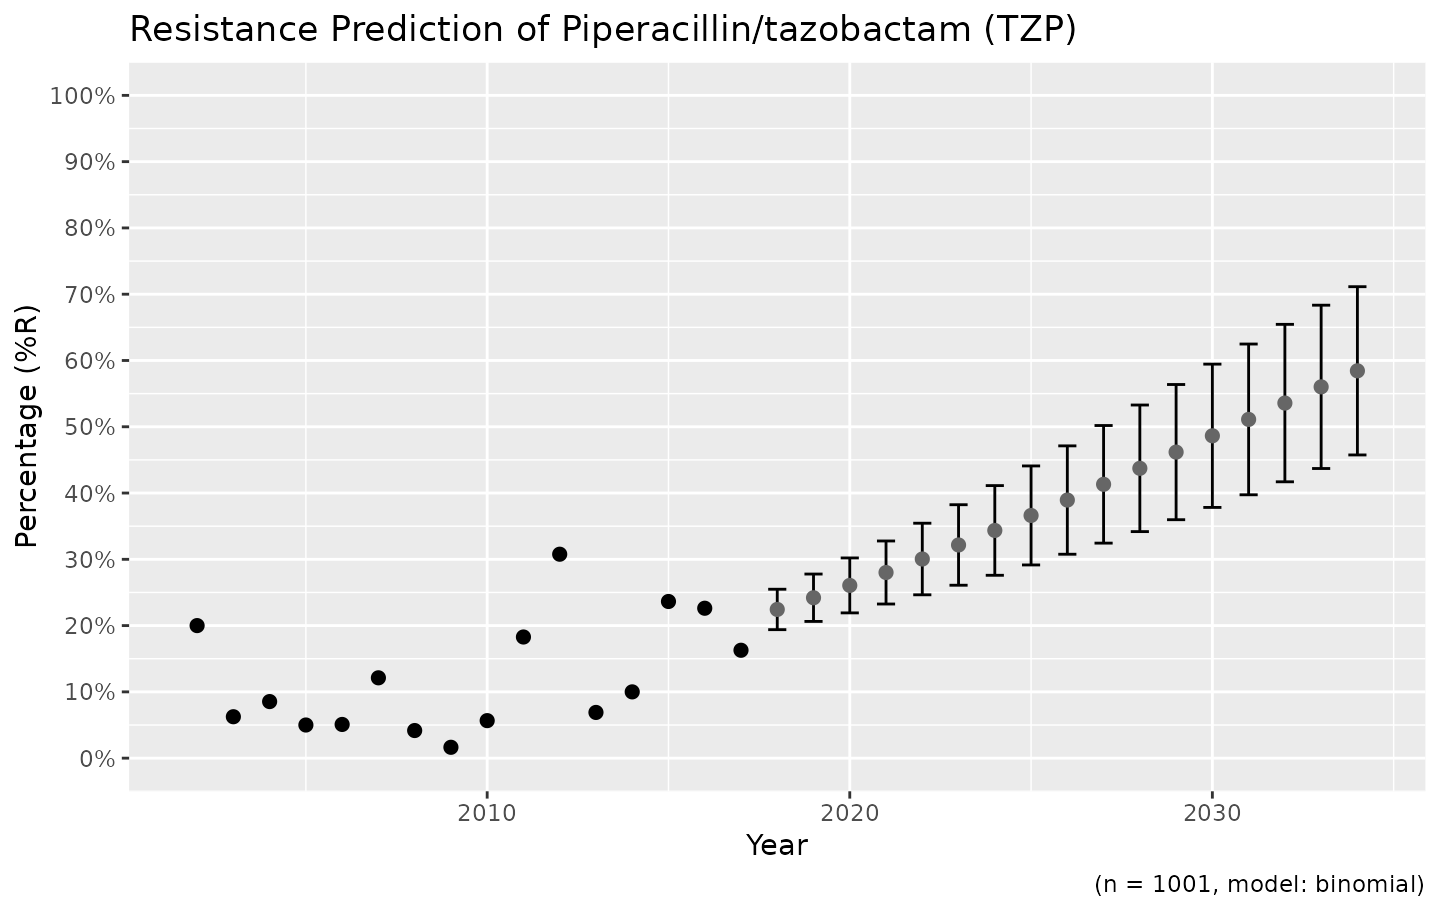 Resistance Prediction of Piperacillin/tazobactam (TZP)
Percentage (%R)
100%
90%
80%
70%
60%
50%
40%
30%
20%
10%
0%
2010 2020 2030
Year
(n = 1001, model: binomial)